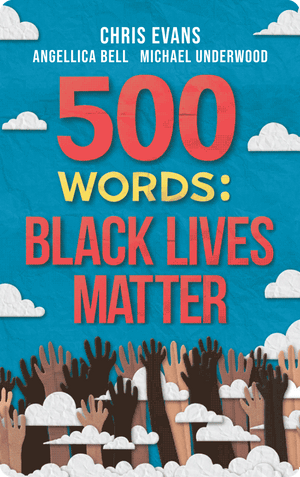 CHRIS EVANS
ANGELLICA BELL MICHAEL UNDERWOOD
500
WORDS:
BLACK LIVES
MATTER